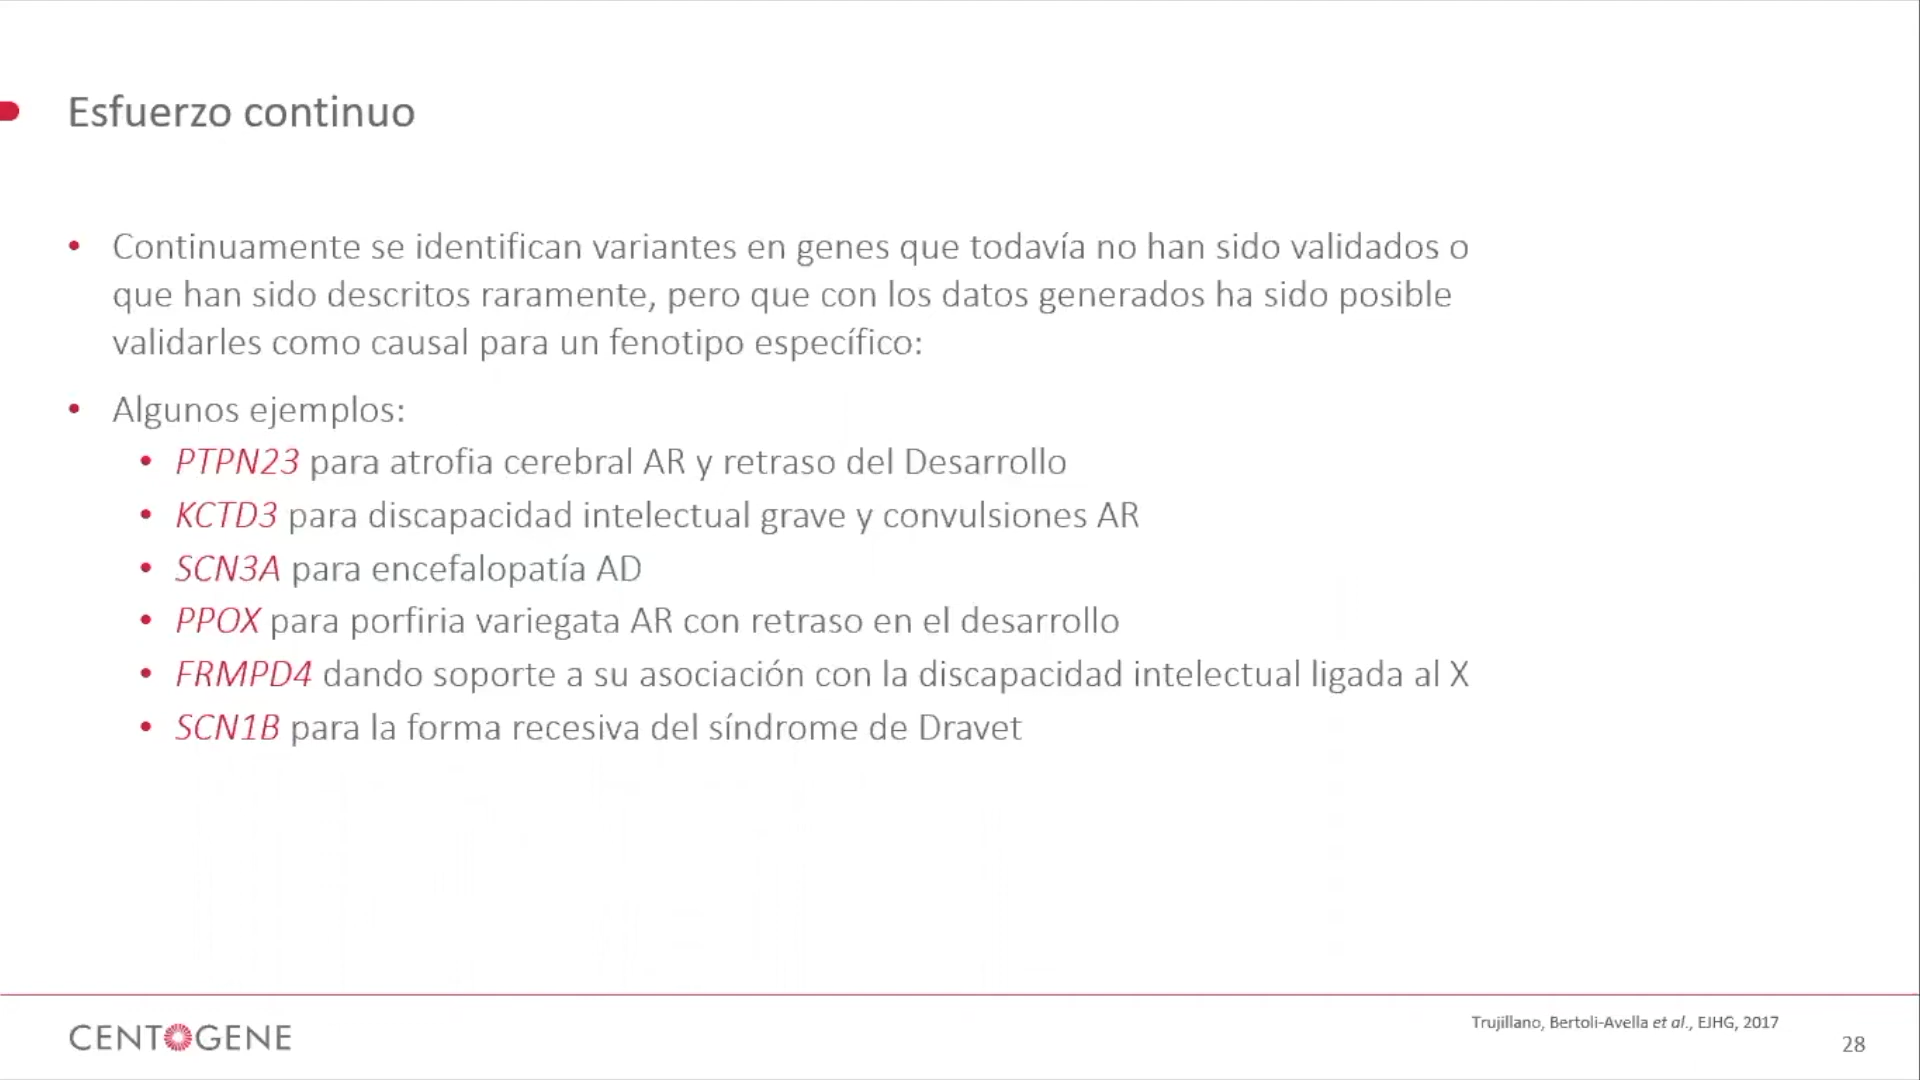 Esfuerzo continuo
• Continuamente se identifican variantes en genes que todavía no han sido validados o
que han sido descritos raramente, pero que con los datos generados ha sido posible
validarles como causal para un fenotipo específico:
• Algunos ejemplos:
• PTPN23 para atrofia cerebral AR y retraso del Desarrollo
• KCTD3 para discapacidad intelectual grave y convulsiones AR
• SCN3A para encefalopatía AD
• PPOX para porfiria variegata AR con retraso en el desarrollo
• FRMPD4 dando soporte a su asociación con la discapacidad intelectual ligada al X
• SCN1B para la forma recesiva del síndrome de Dravet
CENTOGENE
Trujillano, Bertoli-Avella et al., EJHG, 2017
28